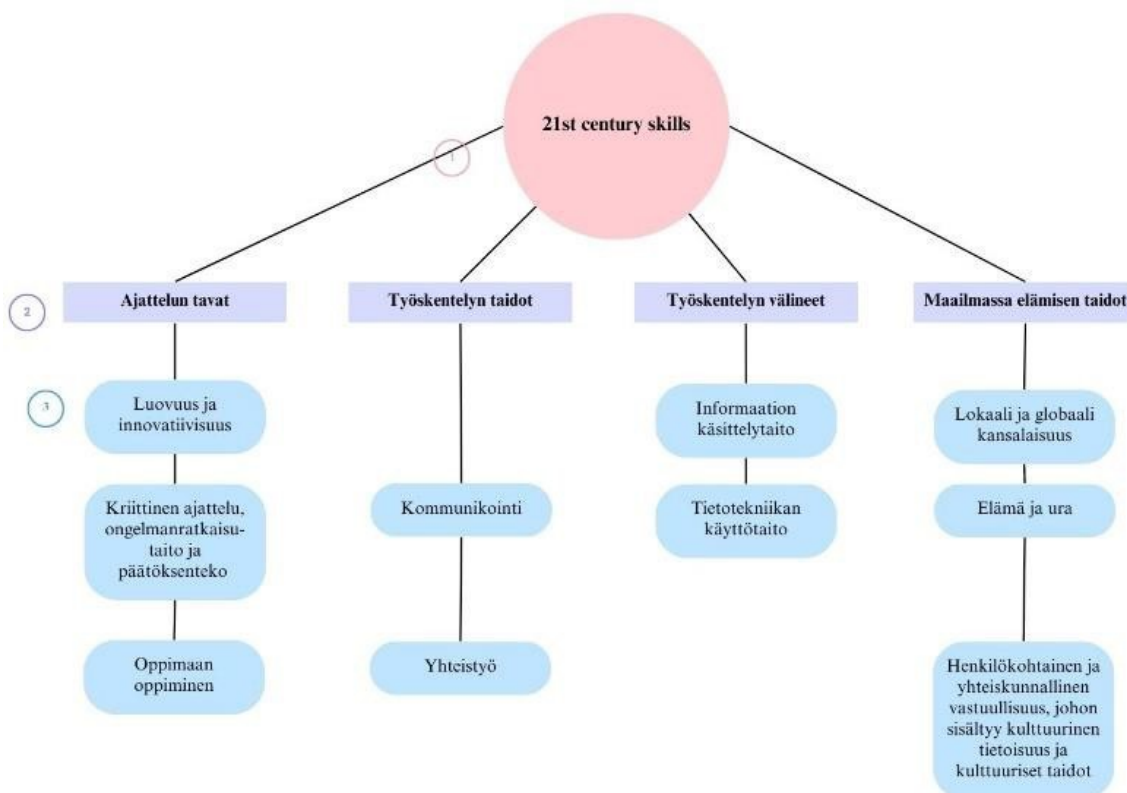 21st century skills
1
Ajattelun tavat
Työskentelyn taidot
Työskentelyn välineet
Maailmassa elämisen taidot
2
3
Luovuus ja
innovatiivisuus
Informaation
käsittelytaito
Lokaali ja globaali
kansalaisuus
Kriittinen ajattelu,
ongelmanratkaisu-
taito ja
päätöksenteko
Kommunikointi
Tietotekniikan
käyttötaito
Elämä ja ura
Oppimaan
oppiminen
Yhteistyö
Henkilökohtainen ja
yhteiskunnallinen
vastuullisuus, johon
sisältyy kulttuurinen
tietoisuus ja
kulttuuriset taidot